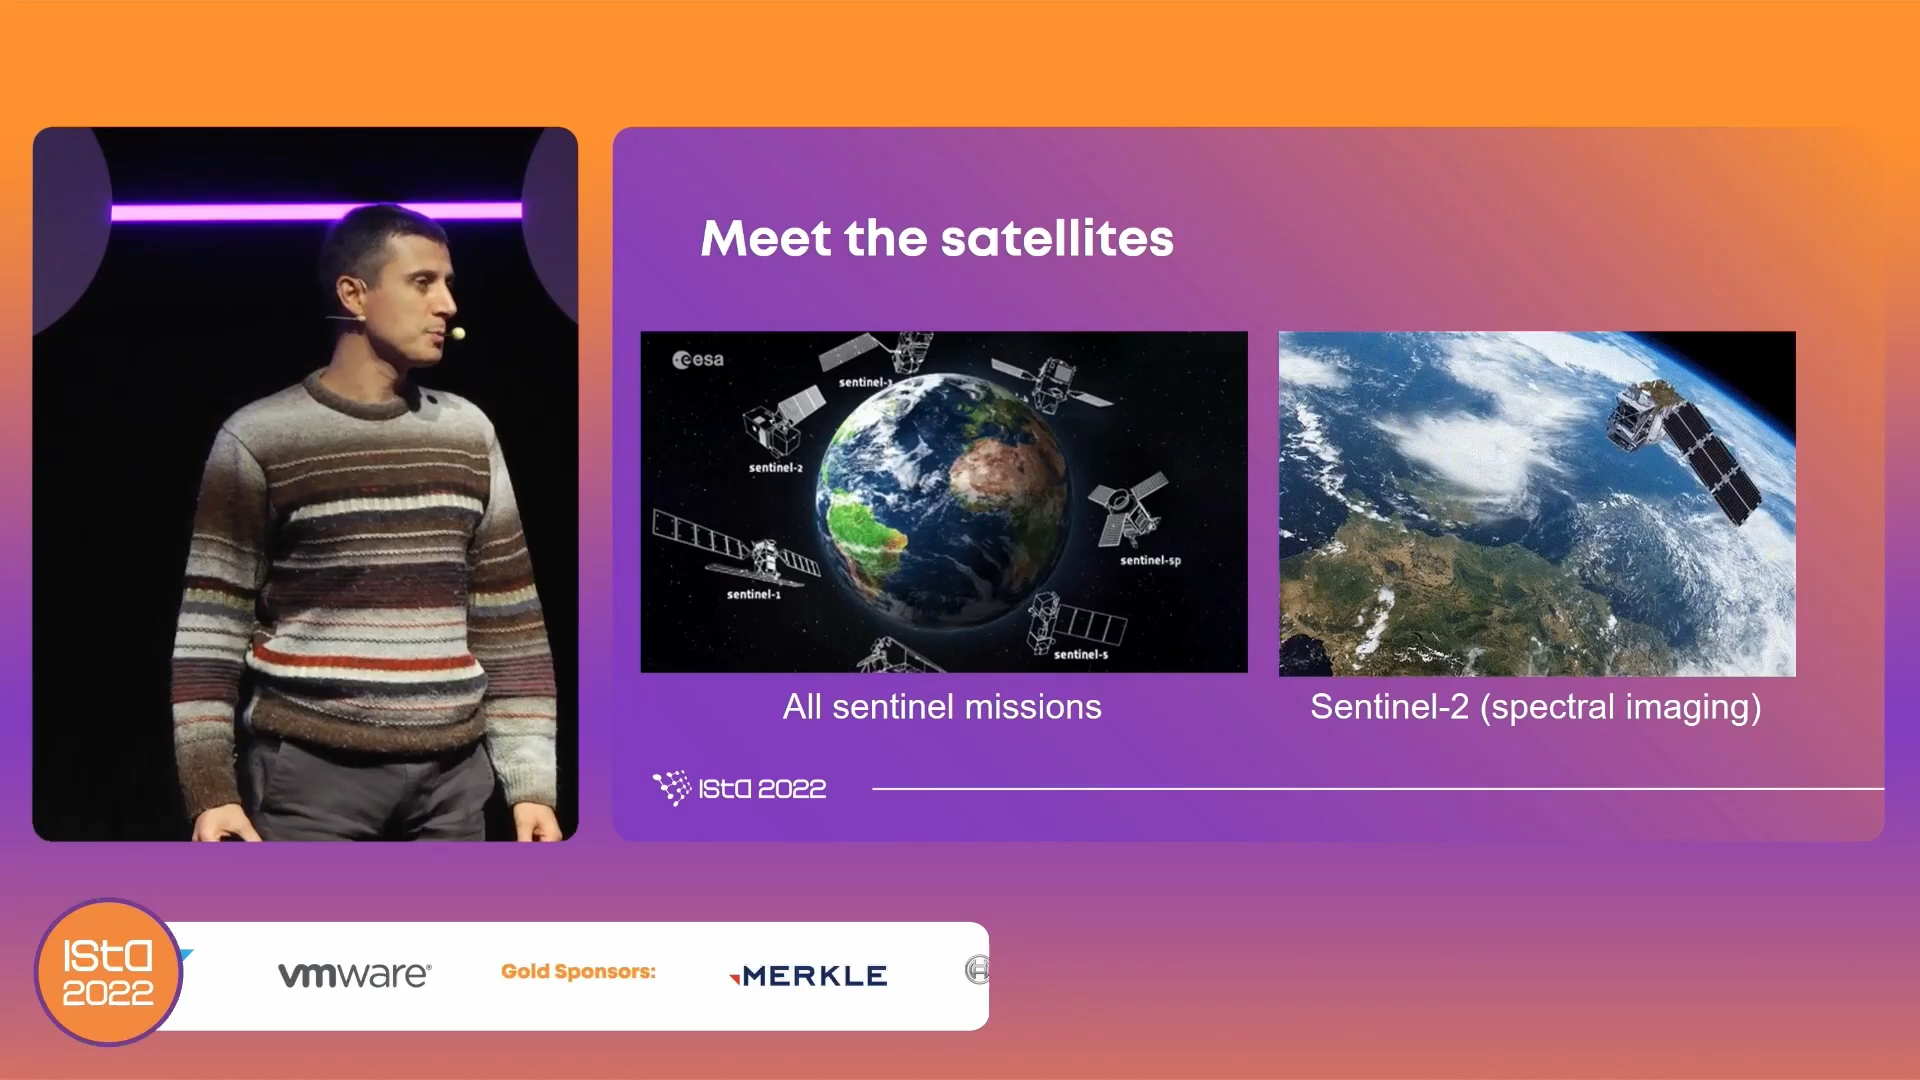 Meet the satellites
esa
sentinel-3
sentinel-2
sentinel-1
sentinel-5p
sentinel-5
All sentinel missions
Sentinel-2 (spectral imaging)
ISTA 2022
ISTA
2022
vmware®
Gold Sponsors:
MERKLE